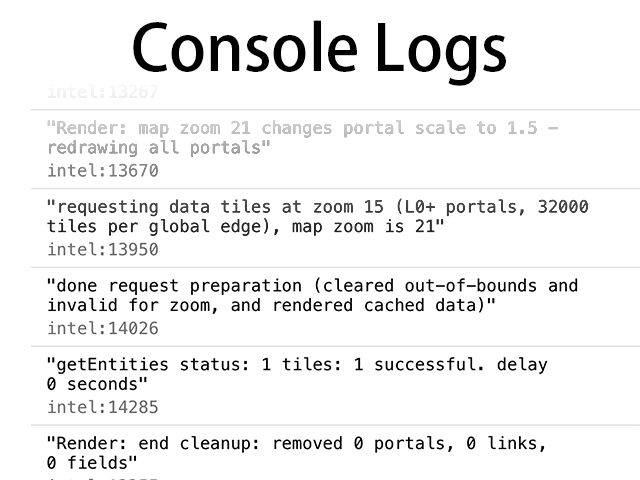 Console Logs
intel:13267
"Render: map zoom 21 changes portal scale to 1.5 –
redrawing all portals"
intel:13670
"requesting data tiles at zoom 15 (L0+ portals, 32000
tiles per global edge), map zoom is 21"
intel:13950
"done request preparation (cleared out–of–bounds and
invalid for zoom, and rendered cached data)"
intel:14026
"getEntities status: 1 tiles: 1 successful. delay
0 seconds"
intel:14285
"Render: end cleanup: removed 0 portals, 0 links,
0 fields"